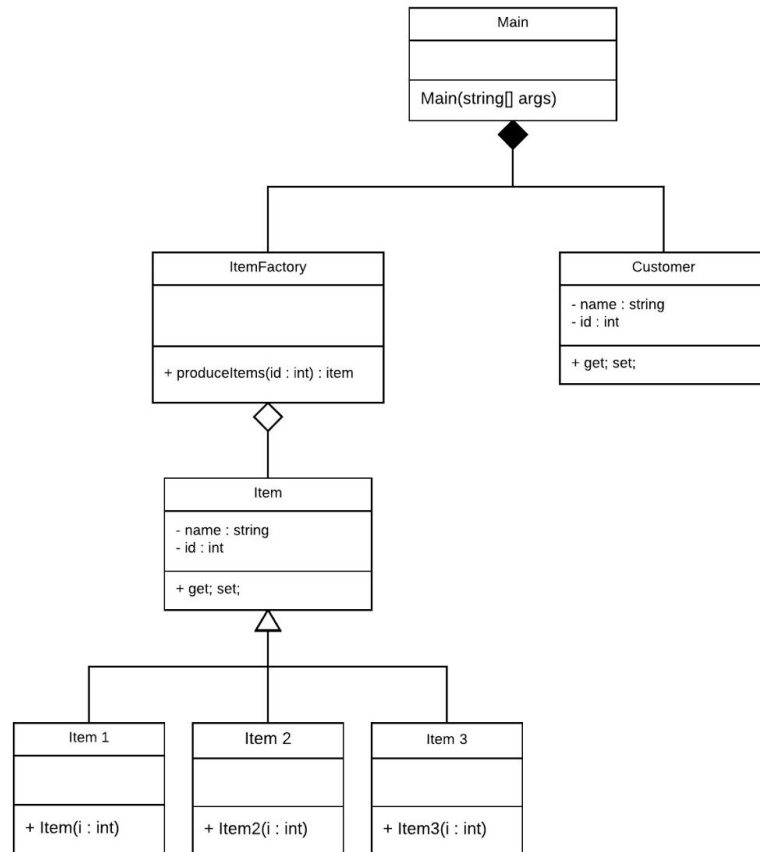 Main
Main(string[] args)
ItemFactory
+ produceItems(id : int) : item
Customer
- name : string
- id : int
+ get; set;
Item
- name : string
- id : int
+ get; set;
Item 1
+ Item(i : int)
Item 2
+ Item2(i : int)
Item 3
+ Item3(i : int)